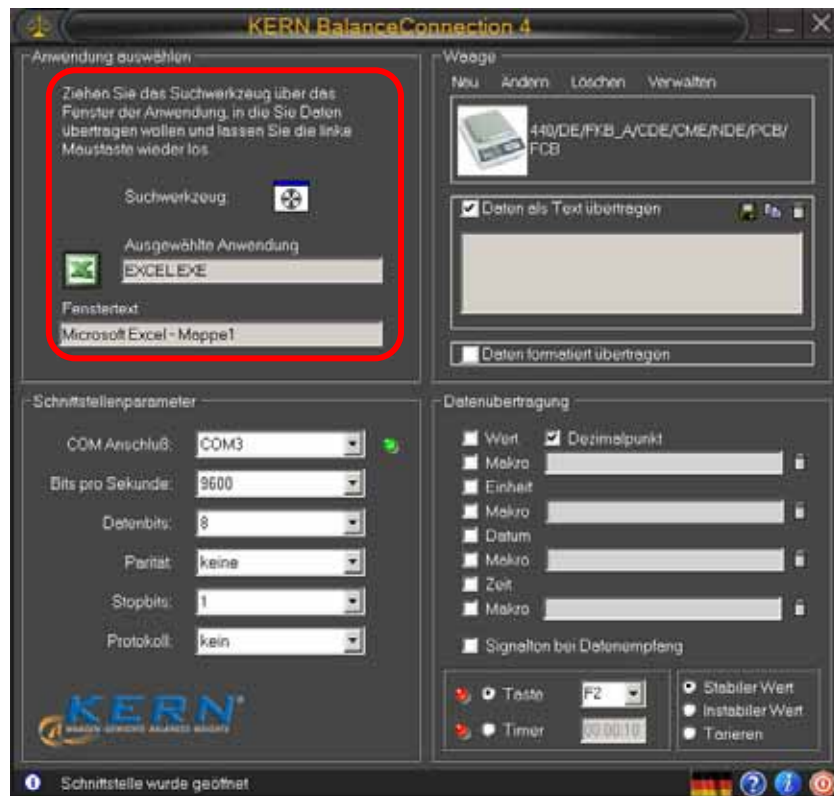 KERN BalanceConnection 4
Anwendung auswählen
Ziehen Sie das Suchwerkzeug über das
Fenster der Anwendung, in die Sie Daten
übertragen wollen und lassen Sie die linke
Maustaste wieder los.
Suchwerkzeug:
Ausgewählte Anwendung
EXCEL.EXE
Fenstertext
Microsoft Excel - Mappe1
Waage
Neu Ändern Löschen Verwalten
440/DE/FKB_A/CDE/CME/NDE/PCB/
FCB
Daten als Text übertragen
Daten formatiert übertragen
Schnittstellenparameter
COM Anschluß: COM3
Bits pro Sekunde: 9600
Datenbits: 8
Parität: keine
Stopbits: 1
Protokoll: kein
KERN
Datenübertragung
Wert Dezimalpunkt
Makro
Einheit
Makro
Datum
Makro
Zeit
Makro
Signalton bei Datenempfang
Taste F2
Timer 00:00:10
Stabiler Wert
Instabiler Wert
Tarieren
Schnittstelle wurde geöffnet